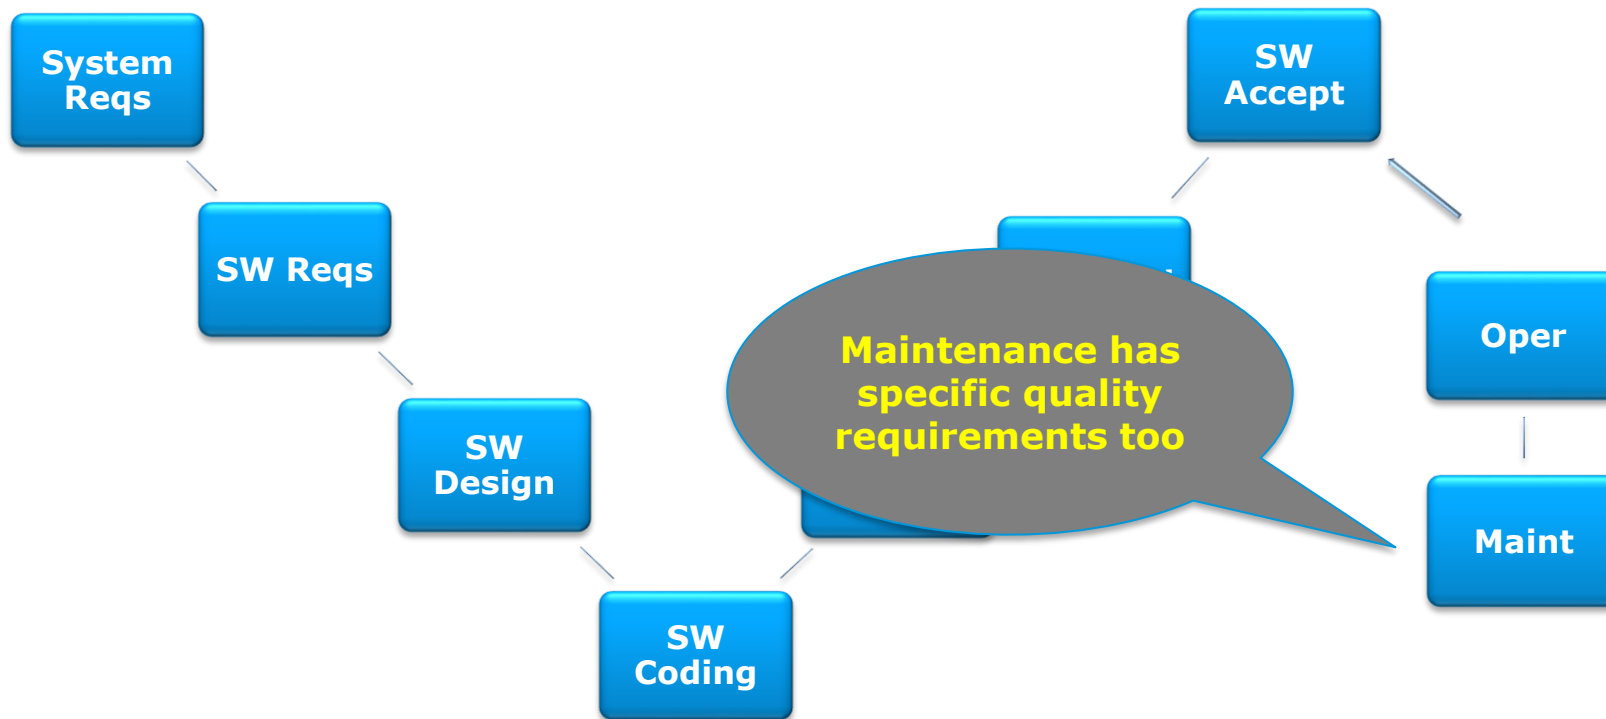 System
Reqs
SW
Accept
SW Reqs
Oper
Maintenance has
specific quality
requirements too
SW
Design
Maint
SW
Coding